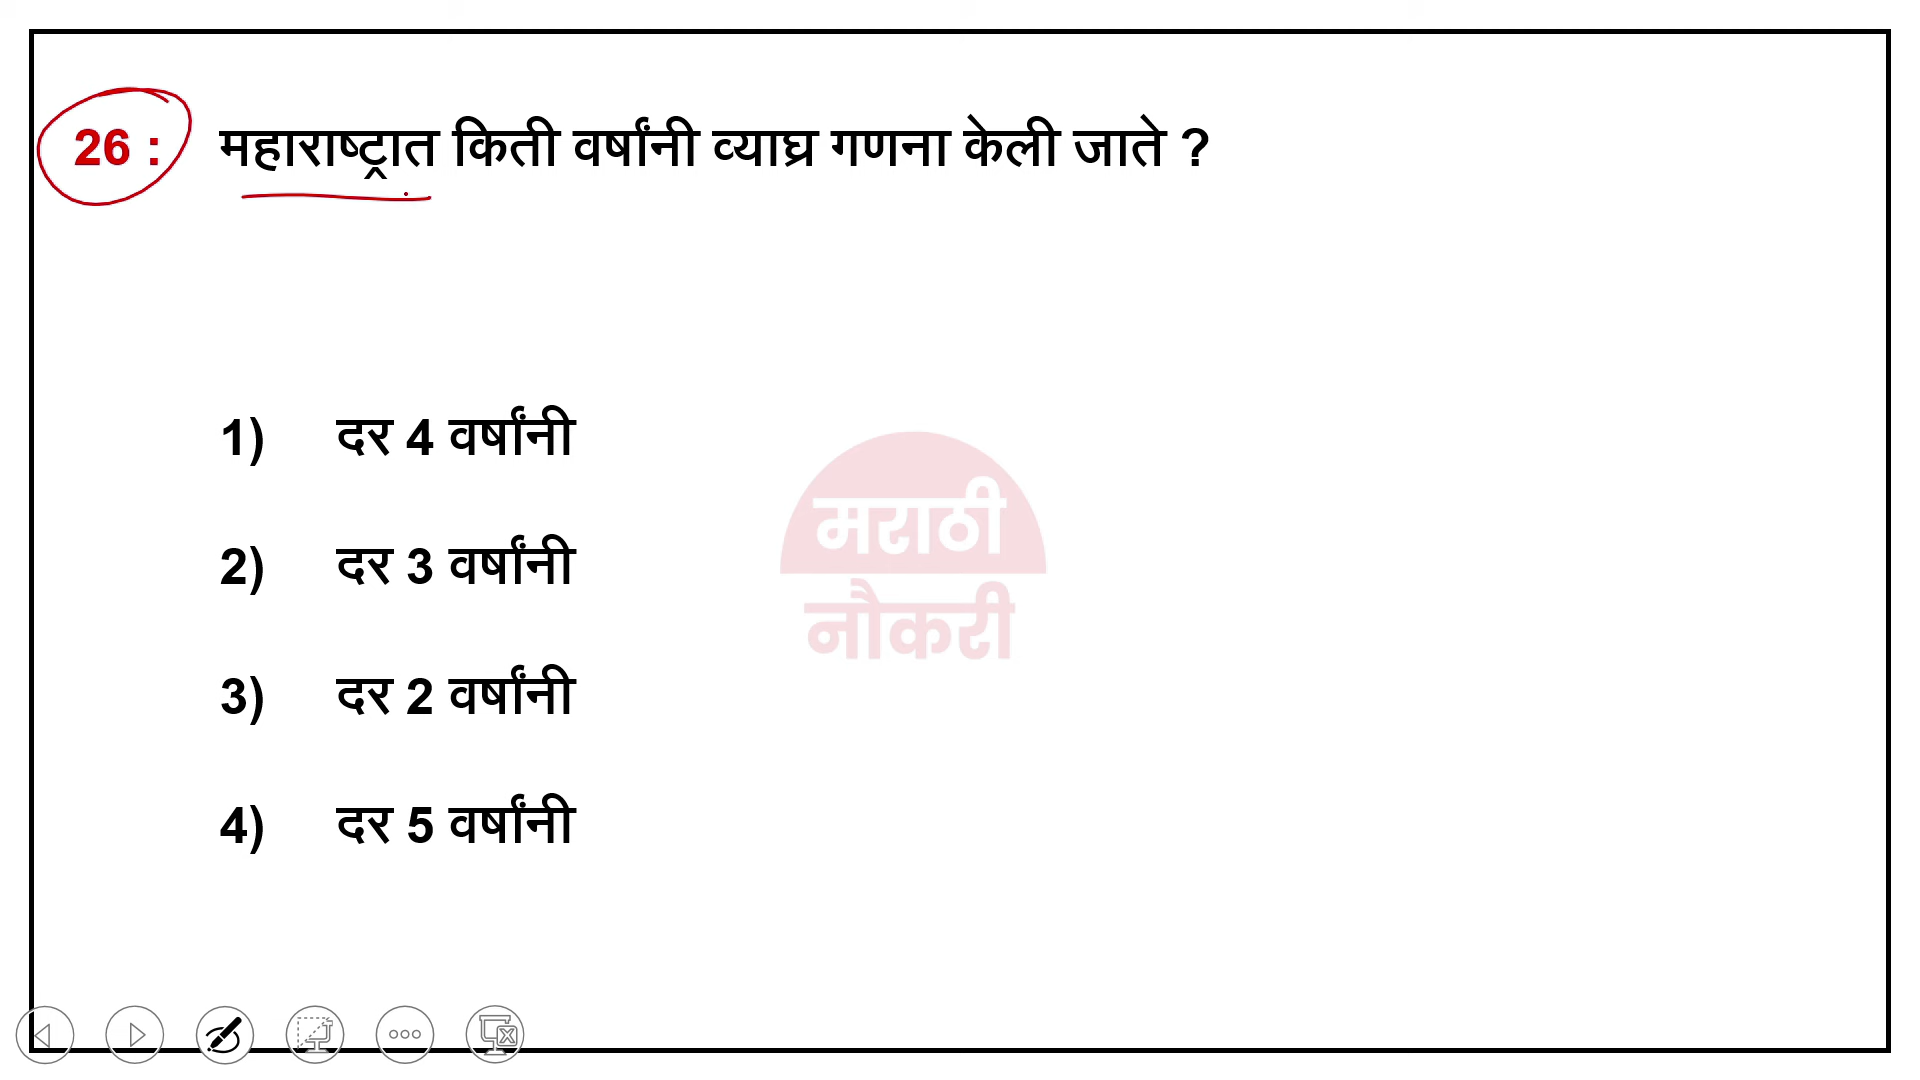 26 : महाराष्ट्रात किती वर्षांनी व्याघ्र गणना केली जाते ?
1) दर 4 वर्षांनी
2) दर 3 वर्षांनी
3) दर 2 वर्षांनी
4) दर 5 वर्षांनी
मराठी
नौकरी